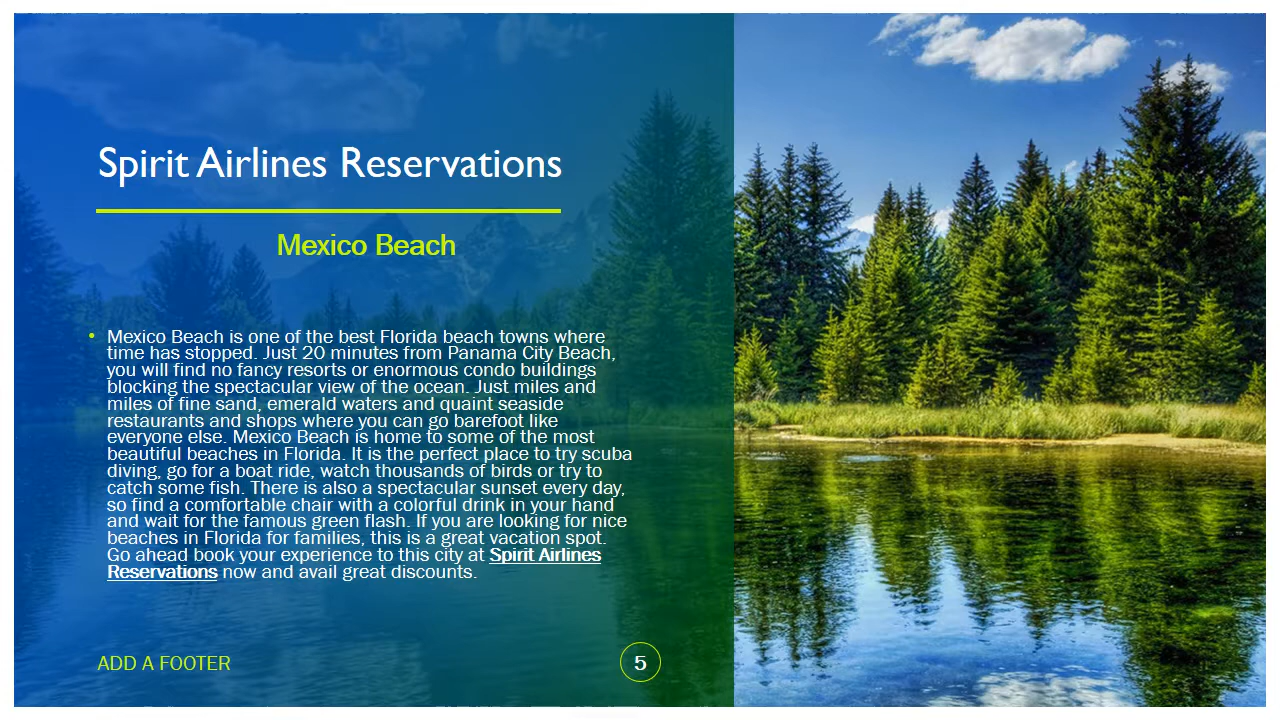 Spirit Airlines Reservations
Mexico Beach
• Mexico Beach is one of the best Florida beach towns where
time has stopped. Just 20 minutes from Panama City Beach,
you will find no fancy resorts or enormous condo buildings
blocking the spectacular view of the ocean. Just miles and
miles of fine sand, emerald waters and quaint seaside
restaurants and shops where you can go barefoot like
everyone else. Mexico Beach is home to some of the most
beautiful beaches in Florida. It is the perfect place to try scuba
diving, go for a boat ride, watch thousands of birds or try to
catch some fish. There is also a spectacular sunset every day,
so find a comfortable chair with a colorful drink in your hand
and wait for the famous green flash. If you are looking for nice
beaches in Florida for families, this is a great vacation spot.
Go ahead book your experience to this city at Spirit Airlines
Reservations now and avail great discounts.
ADD A FOOTER
5